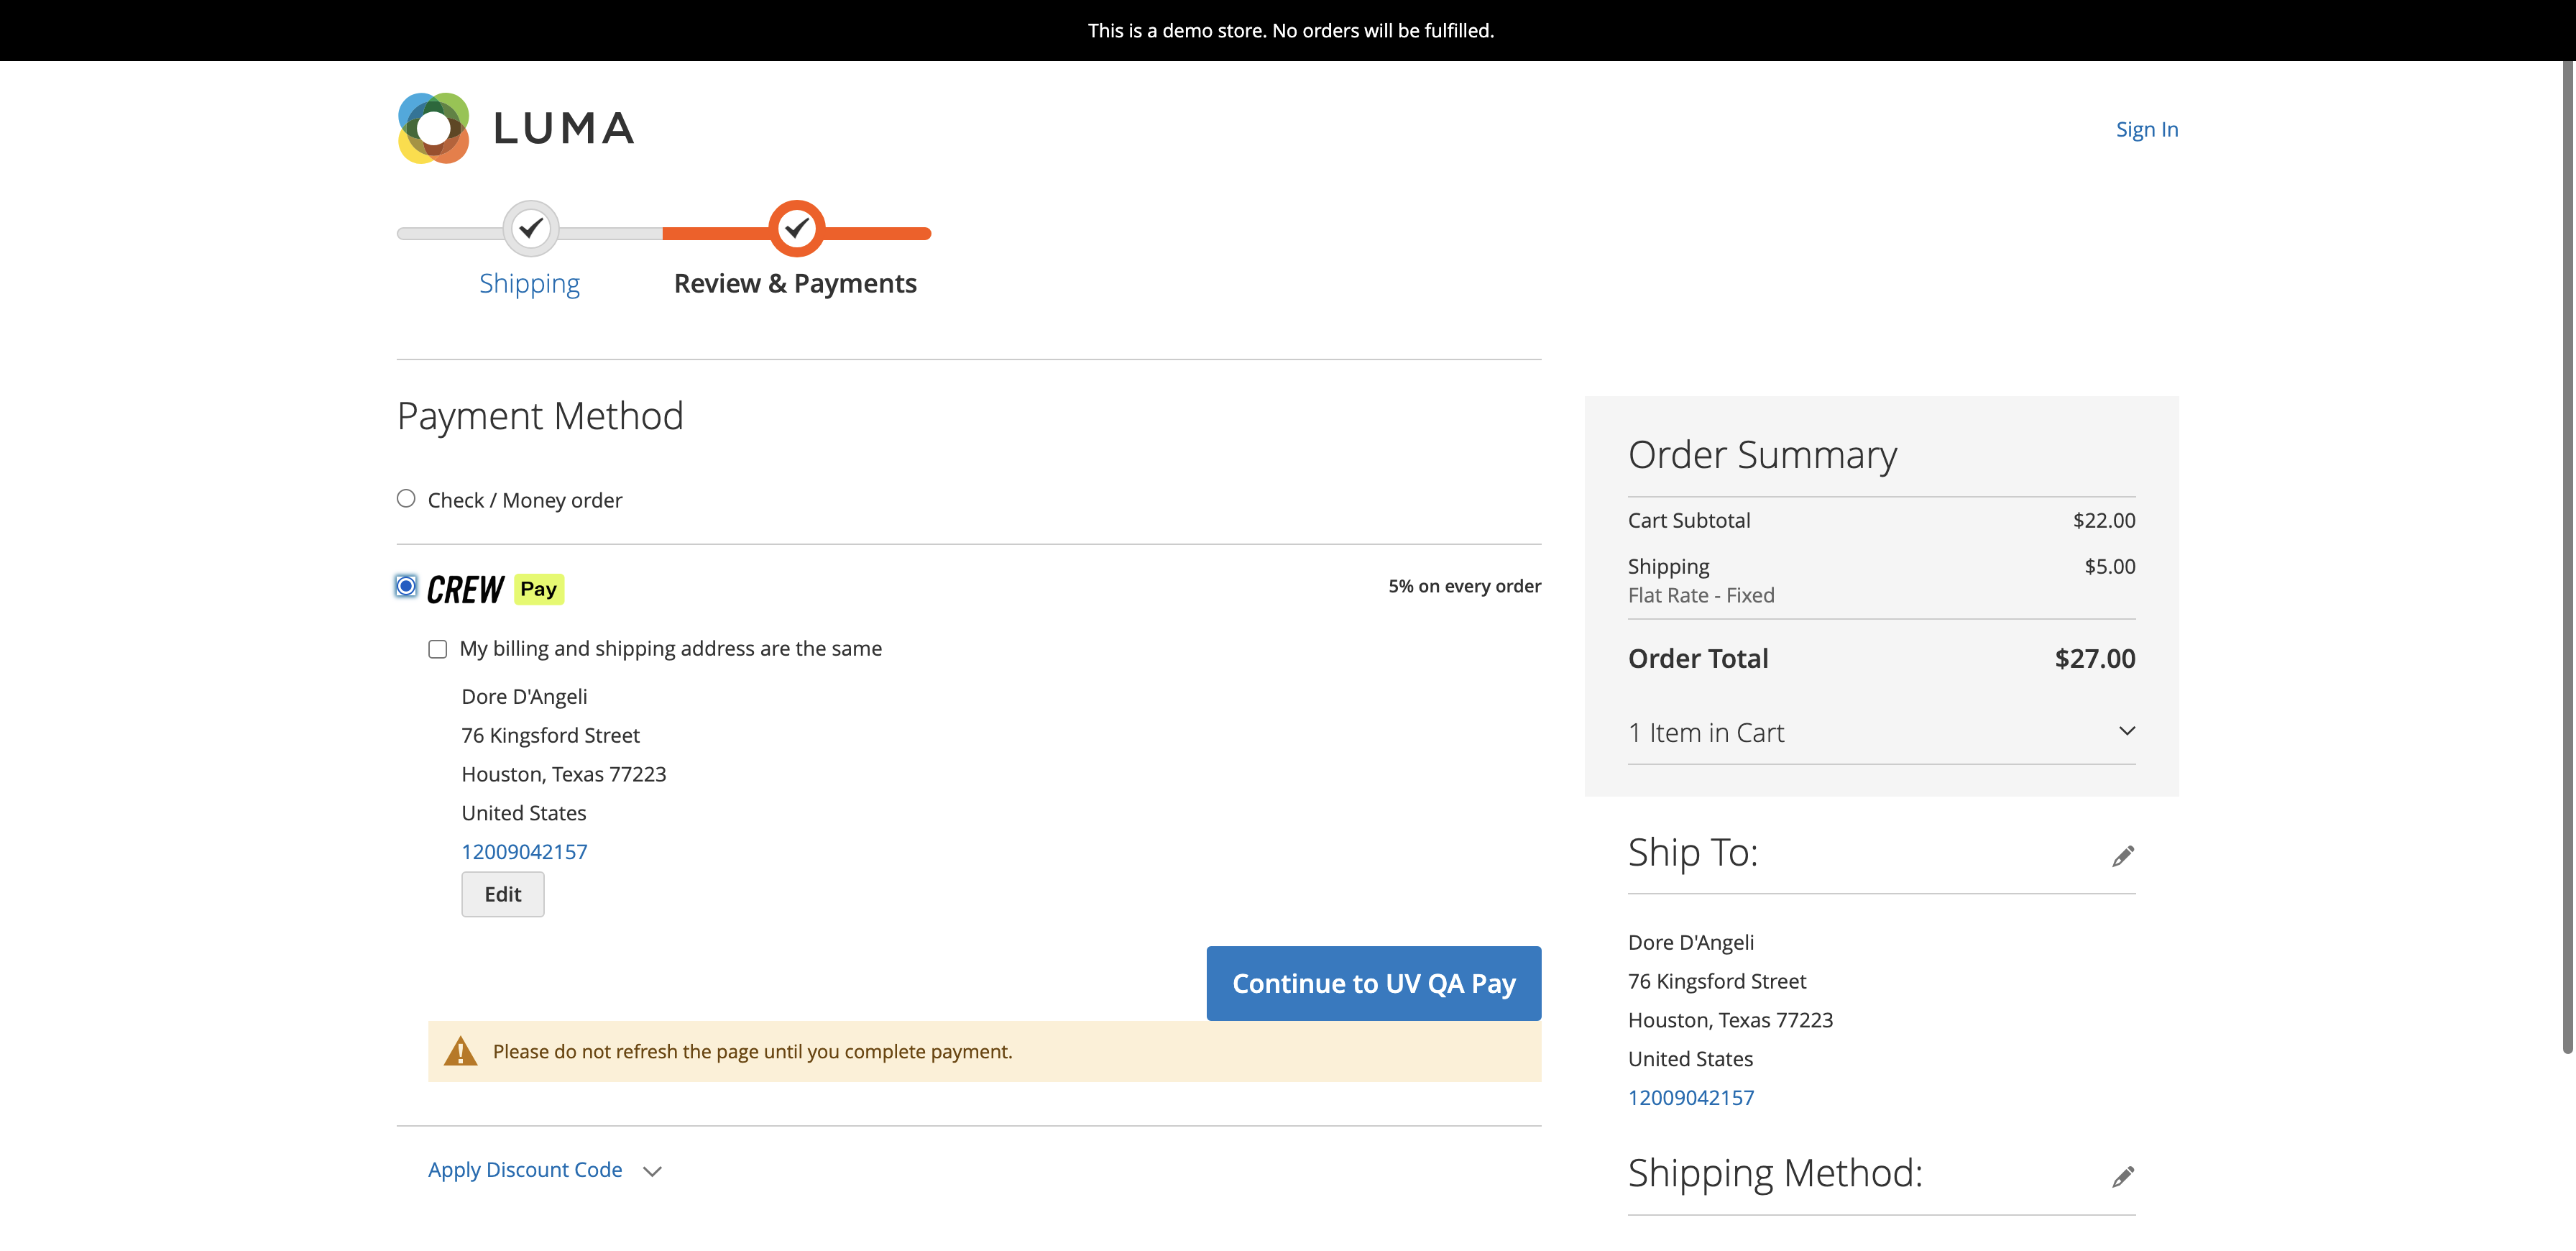 This is a demo store. No orders will be fulfilled.
LUMA
Sign In
Shipping
Review & Payments
Payment Method
Check / Money order
CREW Pay
5% on every order
My billing and shipping address are the same
Dore D'Angeli
76 Kingsford Street
Houston, Texas 77223
United States
12009042157
Edit
Continue to UV QA Pay
Please do not refresh the page until you complete payment.
Apply Discount Code
Order Summary
Cart Subtotal $22.00
Shipping $5.00
Flat Rate - Fixed
Order Total $27.00
1 Item in Cart
Ship To:
Dore D'Angeli
76 Kingsford Street
Houston, Texas 77223
United States
12009042157
Shipping Method: